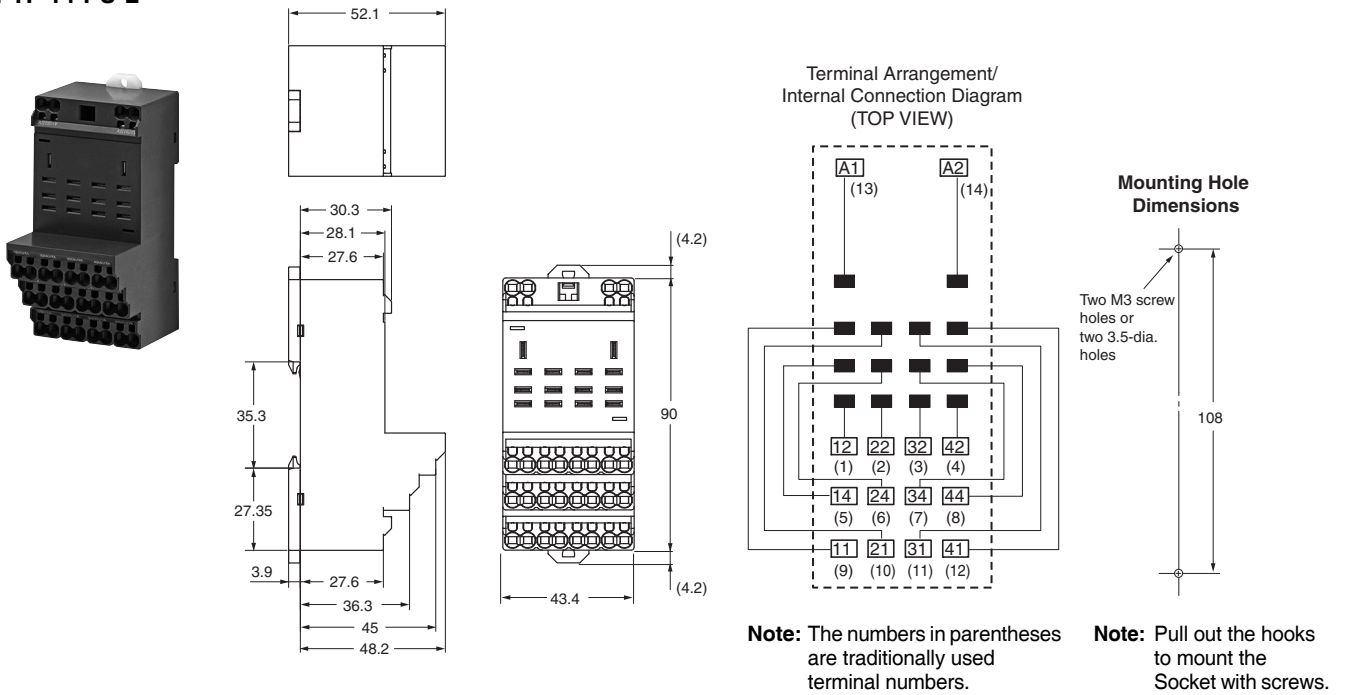 52.1
30.3
28.1
27.6
35.3
27.35
3.9
27.6
36.3
45
48.2
(4.2)
90
(4.2)
43.4
Terminal Arrangement/
Internal Connection Diagram
(TOP VIEW)
A1 A2
(13) (14)
12 22 32 42
(1) (2) (3) (4)
14 24 34 44
(5) (6) (7) (8)
11 21 31 41
(9) (10) (11) (12)
Note: The numbers in parentheses
are traditionally used
terminal numbers.
Mounting Hole
Dimensions
Two M3 screw
holes or
two 3.5-dia.
holes
108
Note: Pull out the hooks
to mount the
Socket with screws.